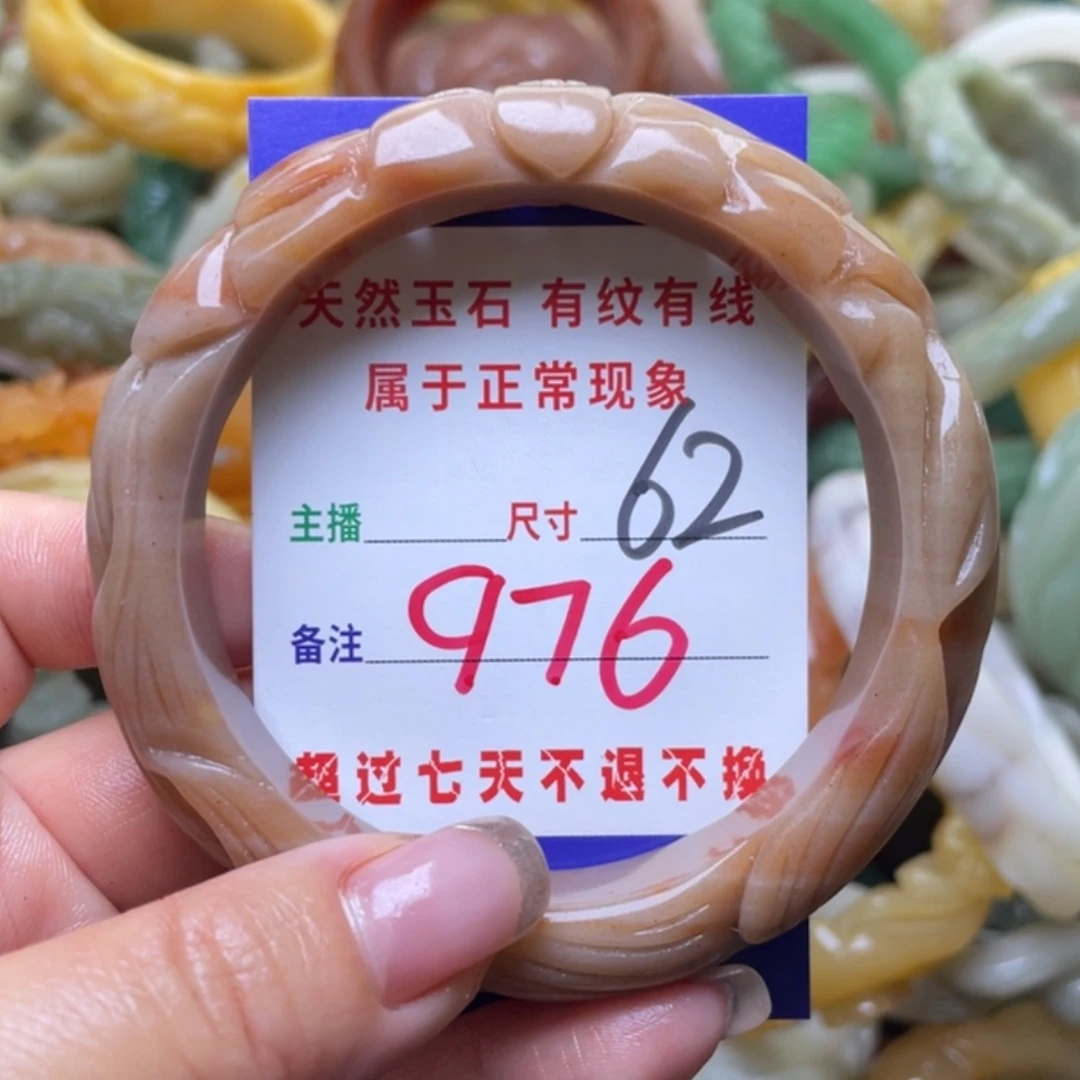 天然玉石 有纹有线
属于正常现象
主播 尺寸 62
备注 976
超过七天不退不换